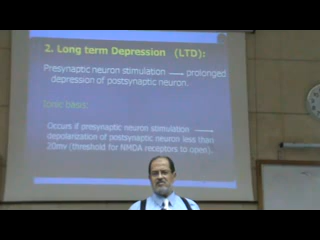 2. Long term Depression (LTD):
Presynaptic neuron stimulation → prolonged
depression of postsynaptic neuron.
Ionic basis:
Occurs if presynaptic neuron stimulation →
depolarization of postsynaptic neuron less than
20mv (threshold for NMDA receptors to open).